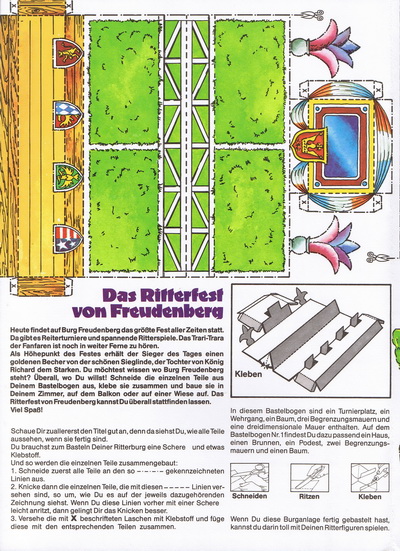 Das Ritterfest
von Freudenberg
Heute findet auf Burg Freudenberg das größte Fest aller Zeiten statt.
Da gibt es Reiterturniere und spannende Ritterspiele. Das Trari-Trara
der Fanfaren ist noch in weiter Ferne zu hören.
Als Höhepunkt des Festes erhält der Sieger des Tages einen
goldenen Becher von der schönen Sieglinde, der Tochter von König
Richard dem Starken. Du möchtest wissen wo Burg Freudenberg
steht? Überall, wo Du willst! Schneide die einzelnen Teile aus
Deinem Bastelbogen aus, klebe sie zusammen und baue sie in
Deinem Zimmer, auf dem Balkon oder auf einer Wiese auf. Das
Ritterfest von Freudenberg kannst Du überall stattfinden lassen.
Viel Spaß!
Schaue Dir zuallererst den Titel gut an, denn da siehst Du, wie alle Teile
aussehen, wenn sie fertig sind.
Du brauchst zum Basteln Deiner Ritterburg eine Schere und etwas
Klebstoff.
Und so werden die einzelnen Teile zusammengebaut:
1. Schneide zuerst alle Teile an den so –·–·–·– gekennzeichneten
Linien aus.
2. Knicke dann die einzelnen Teile, die mit diesen – – – – – Linien ver-
sehen sind, so um, wie Du es auf der jeweils dazugehörenden
Zeichnung siehst. Wenn Du diese Linien vorher mit einer Schere
leicht anritzt, dann gelingt Dir das Knicken besser.
3. Versehe die mit X beschrifteten Laschen mit Klebstoff und füge
diese mit den entsprechenden Teilen zusammen.
Kleben
In diesem Bastelbogen sind ein Turnierplatz, ein
Wehrgang, ein Baum, drei Begrenzungsmauern und
eine dreidimensionale Mauer enthalten. Auf dem
Bastelbogen Nr. 1 findest Du dazu passend ein Haus,
einen Brunnen, ein Podest, zwei Begrenzungs-
mauern und einen Baum.
Schneiden Ritzen Kleben
Wenn Du diese Burganlage fertig gebastelt hast,
kannst du darin toll mit Deinen Ritterfiguren spielen.